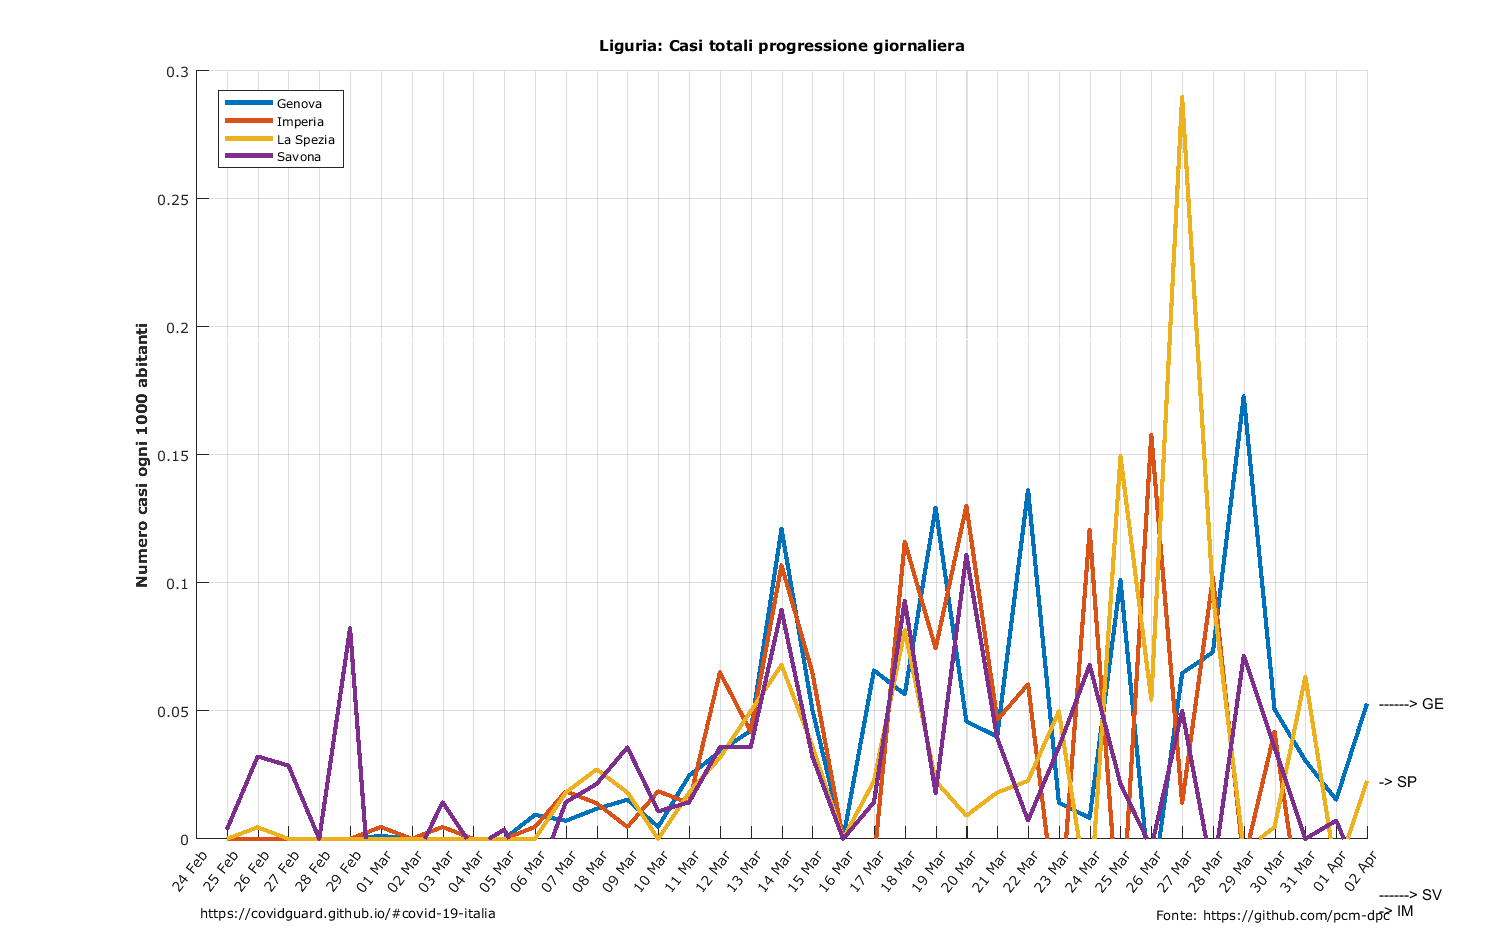 Liguria: Casi totali progressione giornaliera
0.3
0.25
0.2
0.15
0.1
0.05
0
Numero casi ogni 1000 abitanti
Genova
Imperia
La Spezia
Savona
------> GE
-> SP
------> SV
-> IM
24 Feb
25 Feb
26 Feb
27 Feb
28 Feb
29 Feb
01 Mar
02 Mar
03 Mar
04 Mar
05 Mar
06 Mar
07 Mar
08 Mar
09 Mar
10 Mar
11 Mar
12 Mar
13 Mar
14 Mar
15 Mar
16 Mar
17 Mar
18 Mar
19 Mar
20 Mar
21 Mar
22 Mar
23 Mar
24 Mar
25 Mar
26 Mar
27 Mar
28 Mar
29 Mar
30 Mar
31 Mar
01 Apr
02 Apr
https://covidguard.github.io/#covid-19-italia
Fonte: https://github.com/pcm-dpc